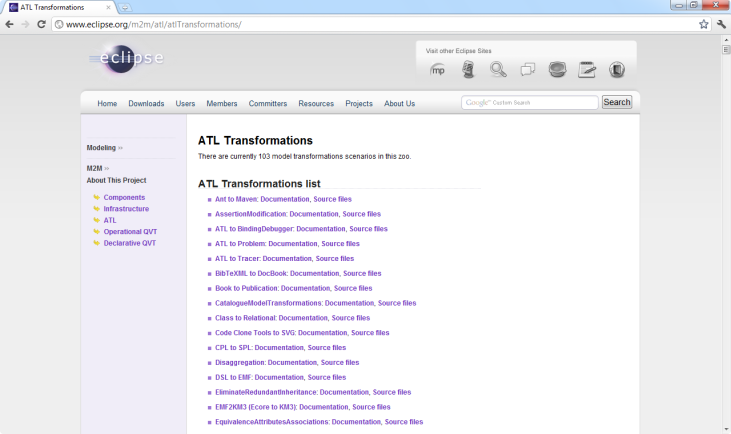 ATL Transformations
www.eclipse.org/m2m/atl/atlTransformations/
eclipse
Visit other Eclipse Sites
mp
Home Downloads Users Members Committers Resources Projects About Us
Google™ Custom Search Search
Modeling »
M2M »
About This Project
Components
Infrastructure
ATL
Operational QVT
Declarative QVT
ATL Transformations
There are currently 103 model transformations scenarios in this zoo.
ATL Transformations list
Ant to Maven: Documentation, Source files
AssertionModification: Documentation, Source files
ATL to BindingDebugger: Documentation, Source files
ATL to Problem: Documentation, Source files
ATL to Tracer: Documentation, Source files
BibTeXML to DocBook: Documentation, Source files
Book to Publication: Documentation, Source files
CatalogueModelTransformations: Documentation, Source files
Class to Relational: Documentation, Source files
Code Clone Tools to SVG: Documentation, Source files
CPL to SPL: Documentation, Source files
Disaggregation: Documentation, Source files
DSL to EMF: Documentation, Source files
EliminateRedundantInheritance: Documentation, Source files
EMF2KM3 (Ecore to KM3): Documentation, Source files
EquivalenceAttributesAssociations: Documentation, Source files